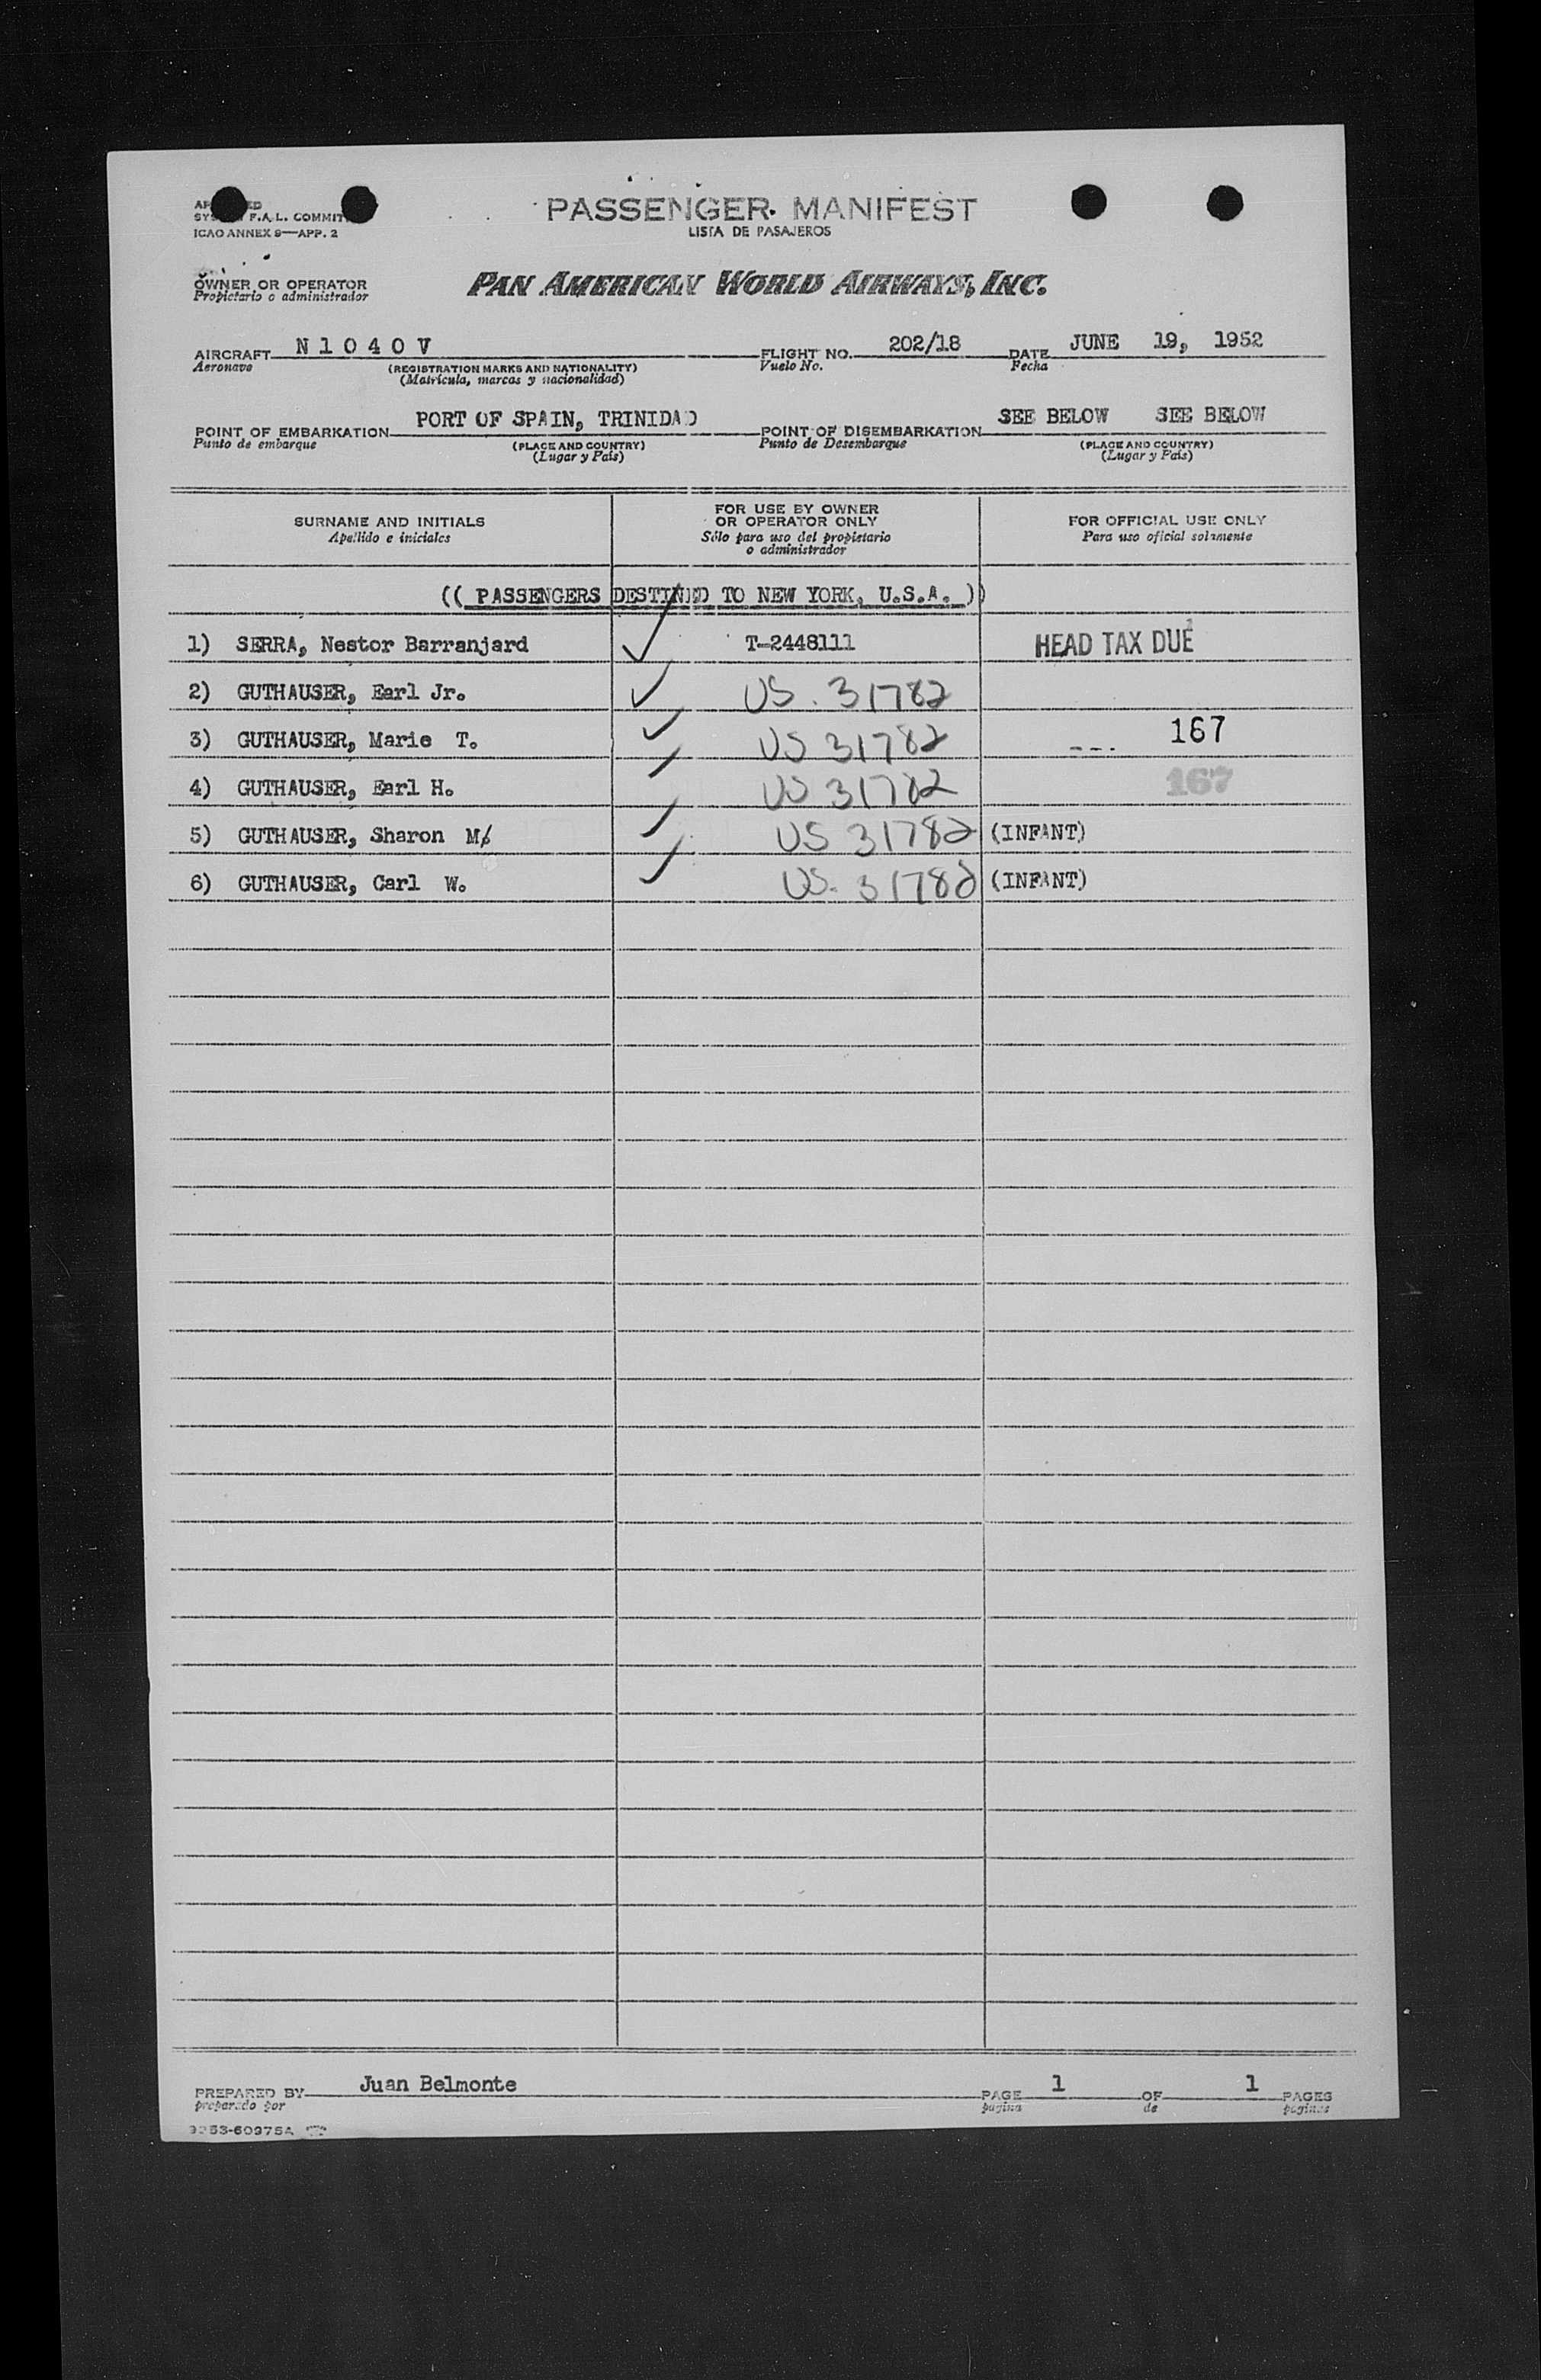 PASSENGER MANIFEST
LISTA DE PASAJEROS
F.A.L.
ICAO ANNEX 9—APP. 2
OWNER OR OPERATOR
Propietario o administrador
PAN AMERICAN WORLD AIRWAYS, INC.
AIRCRAFT N 1 0 4 0 V FLIGHT NO. 202/18 DATE JUNE 19, 1952
Aeronave (REGISTRATION MARKS AND NATIONALITY) Vuelo No. Fecha
(Matrícula, marcas y nacionalidad)
POINT OF EMBARKATION PORT OF SPAIN, TRINIDAD POINT OF DISEMBARKATION SEE BELOW SEE BELOW
Punto de embarque (PLACE AND COUNTRY) Punto de Desembarque (PLACE AND COUNTRY)
(Lugar y País) (Lugar y País)
SURNAME AND INITIALS
Apellido e iniciales
FOR USE BY OWNER
OR OPERATOR ONLY
Sólo para uso del propietario
o administrador
FOR OFFICIAL USE ONLY
Para uso oficial solamente
(( PASSENGERS DESTINED TO NEW YORK, U.S.A. ))
1) SERRA, Nestor Barranjard T-2448111 HEAD TAX DUE
2) GUTHAUSER, Earl Jr. US. 31782
3) GUTHAUSER, Marie T. US 31782 --- 167
4) GUTHAUSER, Earl H. US 31782 167
5) GUTHAUSER, Sharon M/ US 31782 (INFANT)
6) GUTHAUSER, Carl W. US. 31782 (INFANT)
PREPARED BY Juan Belmonte PAGE 1 OF 1 PAGES
preparado por pagina de paginas